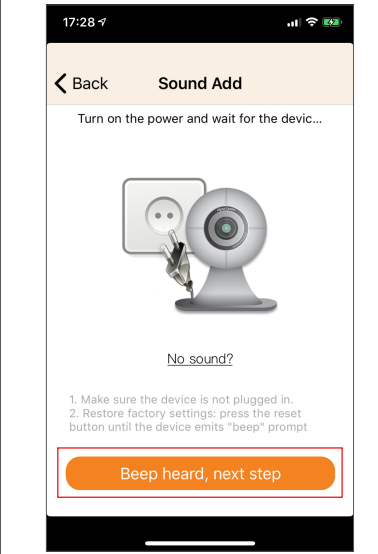 17:28
Back
Sound Add
Turn on the power and wait for the devic...
No sound?
1. Make sure the device is not plugged in.
2. Restore factory settings: press the reset
button until the device emits "beep" prompt
Beep heard, next step